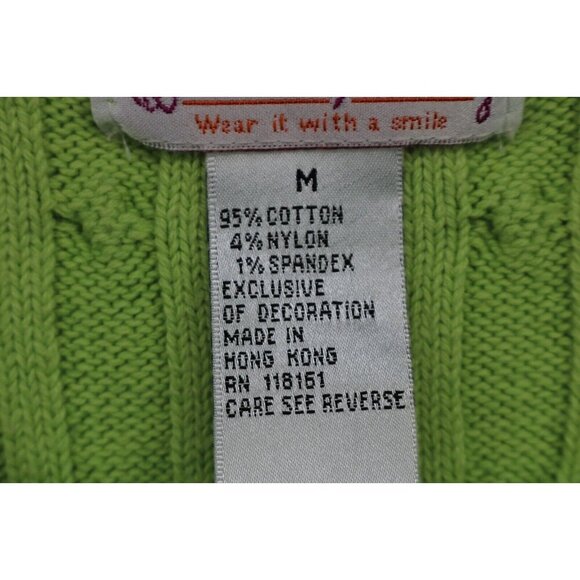 Wear it with a smile
M
95% COTTON
4% NYLON
1% SPANDEX
EXCLUSIVE
OF DECORATION
MADE IN
HONG KONG
RN 118161
CARE SEE REVERSE